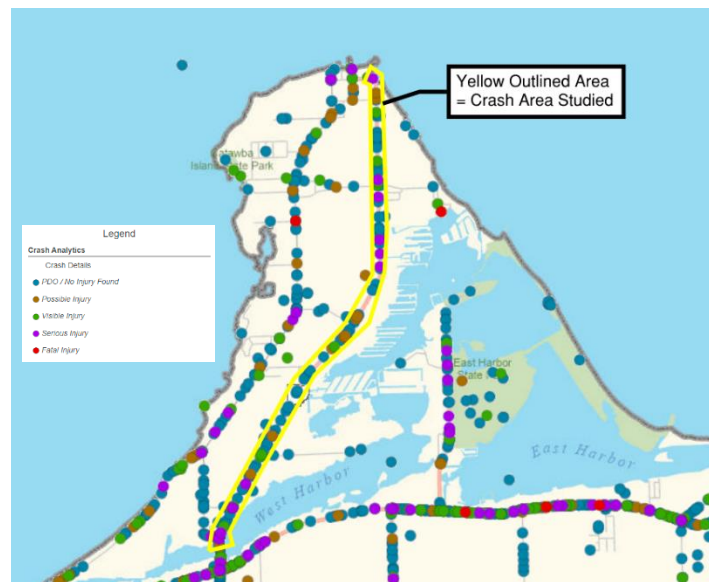 Yellow Outlined Area
= Crash Area Studied
Catawba
Island State Park
Legend
Crash Analytics
Crash Details
PDO / No Injury Found
Possible Injury
Visible Injury
Serious Injury
Fatal Injury
East Harbor
State
East Harbor
West Harbor